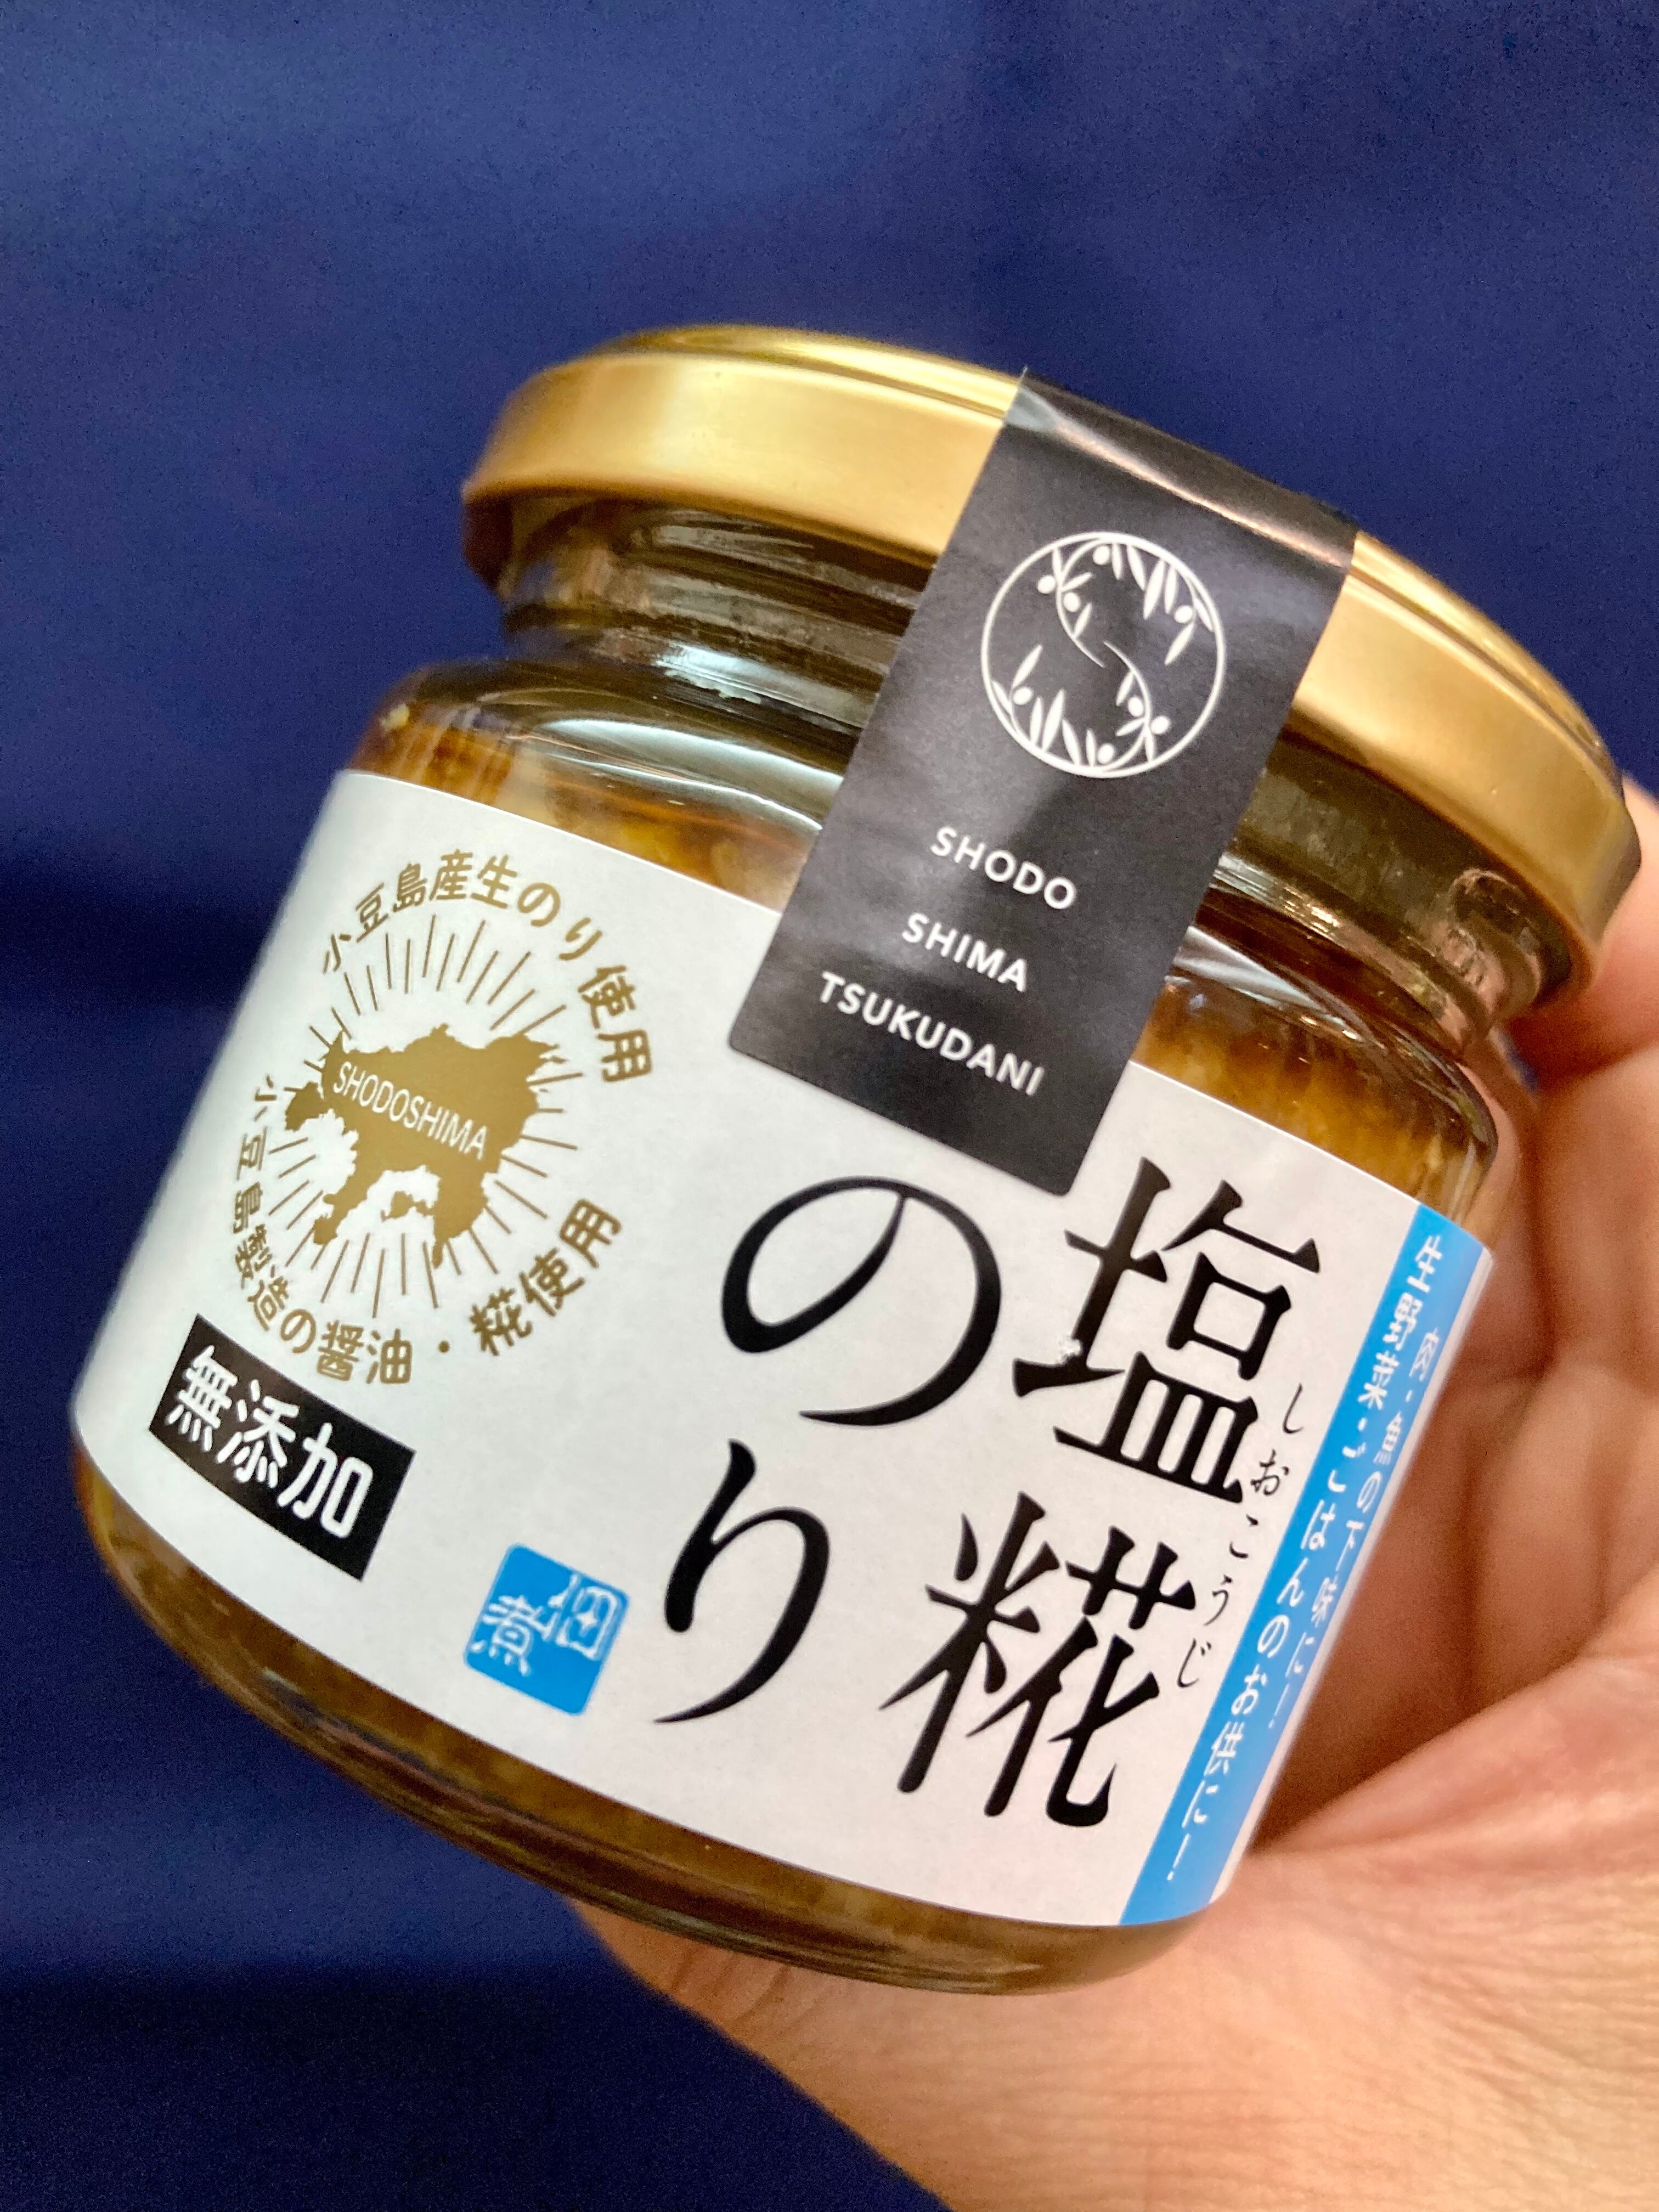 SHODO
SHIMA
TSUKUDANI
小豆島産生のり使用
SHODOSHIMA
小豆島製造の醤油・糀使用
無添加
肉・魚の下味に!
生野菜・ごはんのお供に!
塩糀
しおこうじ
のり